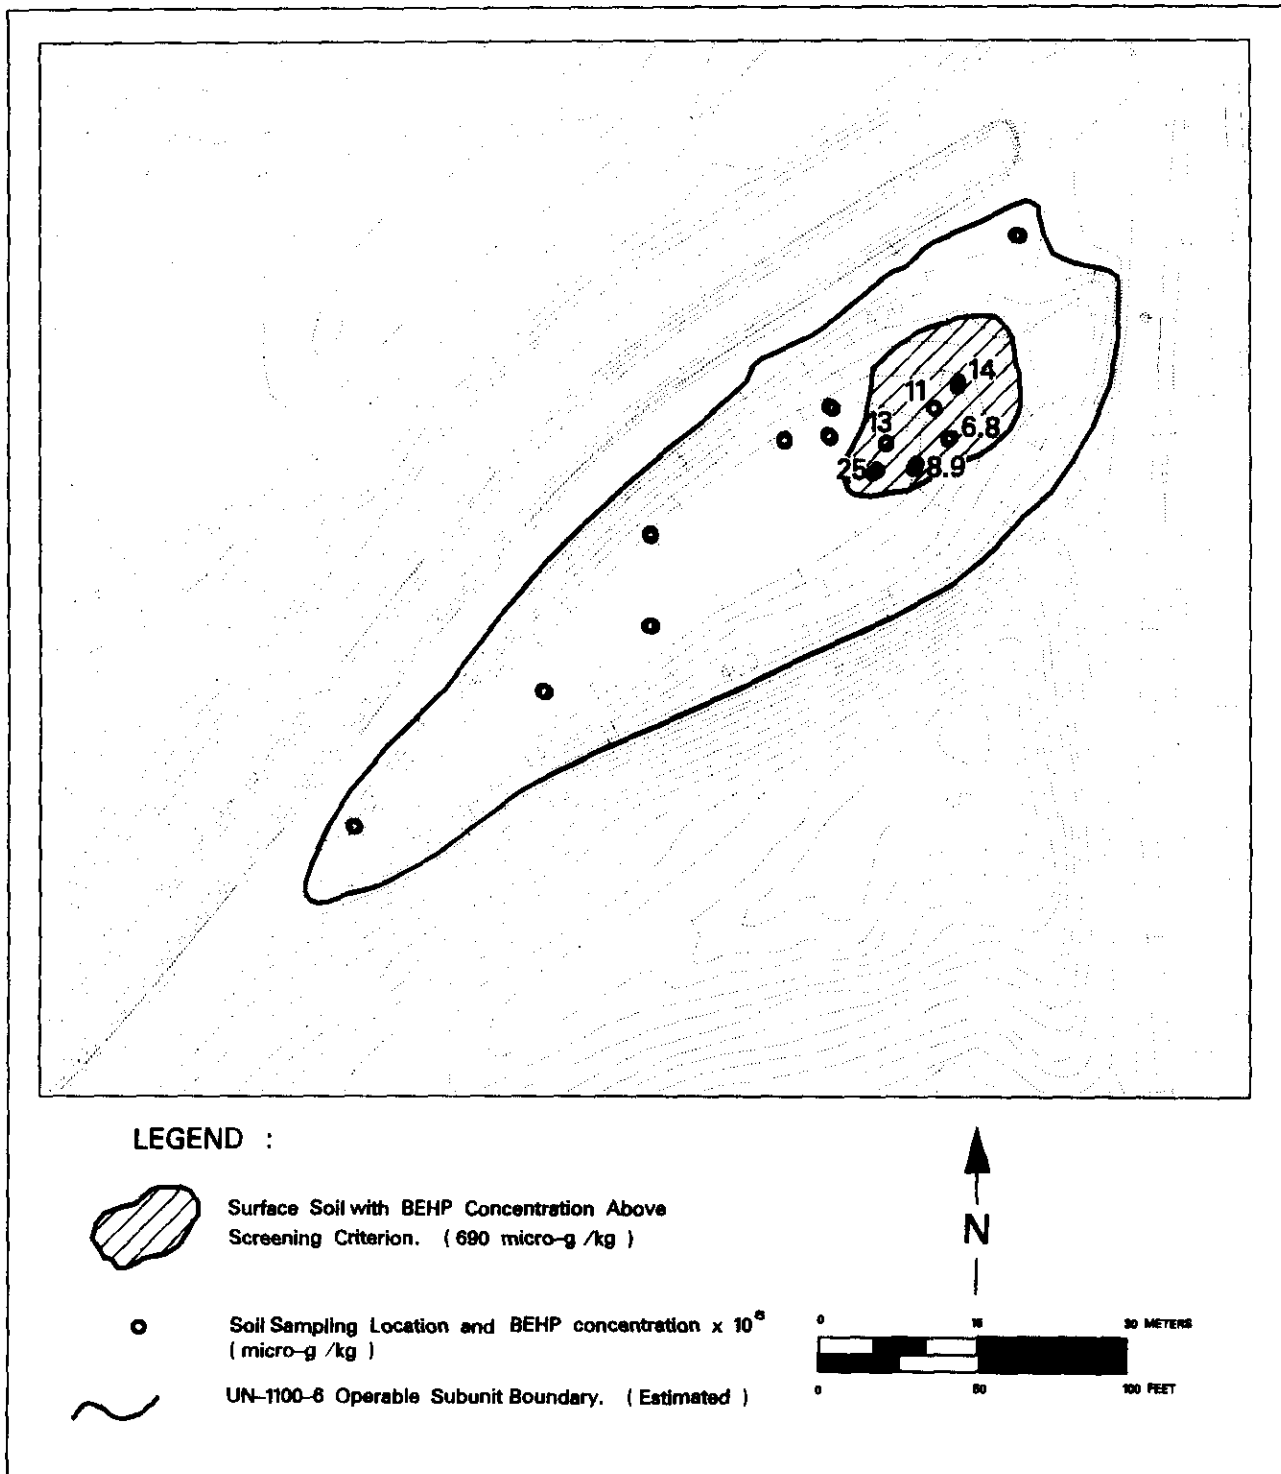 14
11
13
6.8
25
8.9
LEGEND :
Surface Soil with BEHP Concentration Above
Screening Criterion. ( 690 micro-g /kg )
N
Soil Sampling Location and BEHP concentration x 10⁶
( micro-g /kg )
0 15 30 METERS
0 50 100 FEET
UN-1100-6 Operable Subunit Boundary. ( Estimated )